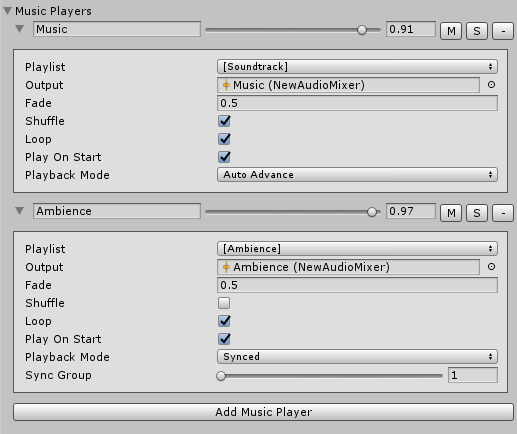 Music Players
Music 0.91 M S -
Playlist [Soundtrack]
Output Music (NewAudioMixer)
Fade 0.5
Shuffle
Loop
Play On Start
Playback Mode Auto Advance
Ambience 0.97 M S -
Playlist [Ambience]
Output Ambience (NewAudioMixer)
Fade 0.5
Shuffle
Loop
Play On Start
Playback Mode Synced
Sync Group 1
Add Music Player